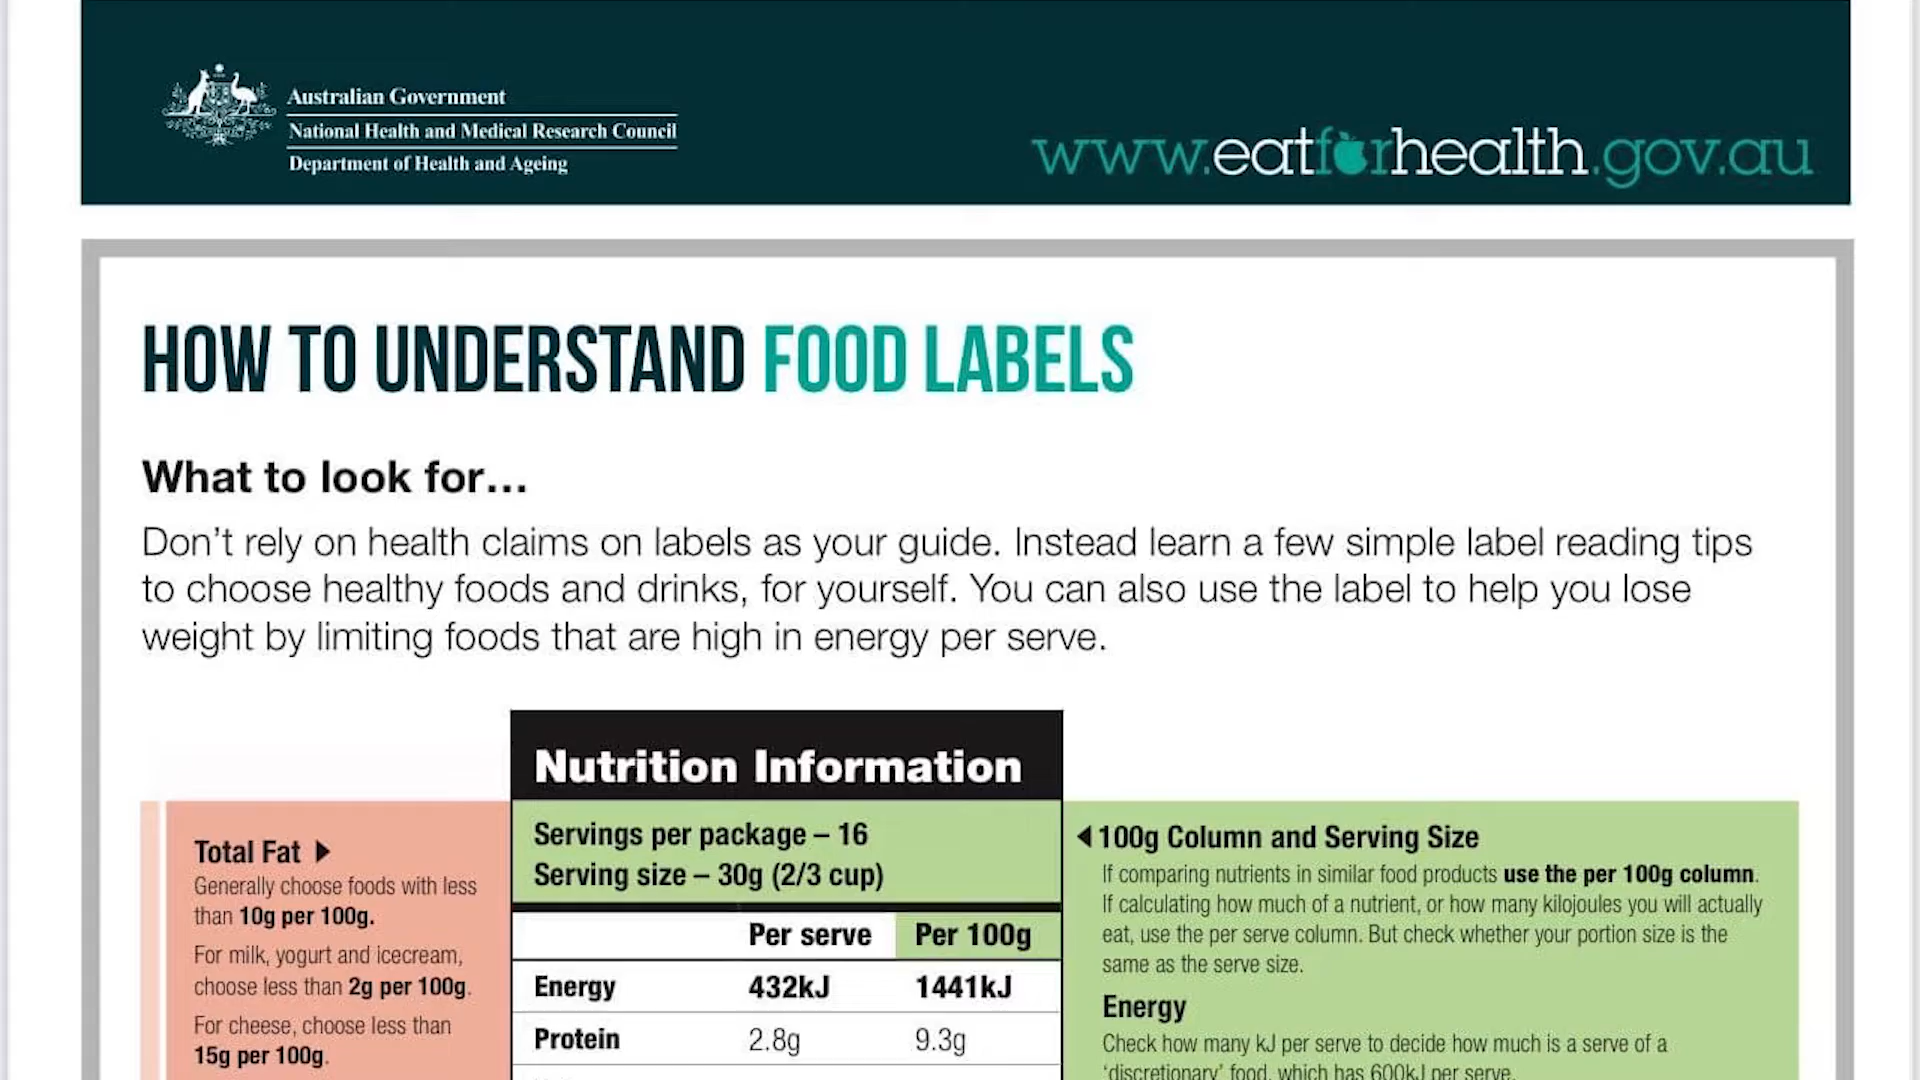 Australian Government
National Health and Medical Research Council
Department of Health and Ageing
www.eatforhealth.gov.au
HOW TO UNDERSTAND FOOD LABELS
What to look for...
Don't rely on health claims on labels as your guide. Instead learn a few simple label reading tips
to choose healthy foods and drinks, for yourself. You can also use the label to help you lose
weight by limiting foods that are high in energy per serve.
Total Fat ▶
Generally choose foods with less
than 10g per 100g.
For milk, yogurt and icecream,
choose less than 2g per 100g.
For cheese, choose less than
15g per 100g.
Nutrition Information
Servings per package – 16
Serving size – 30g (2/3 cup)
Per serve Per 100g
Energy 432kJ 1441kJ
Protein 2.8g 9.3g
◀ 100g Column and Serving Size
If comparing nutrients in similar food products use the per 100g column.
If calculating how much of a nutrient, or how many kilojoules you will actually
eat, use the per serve column. But check whether your portion size is the
same as the serve size.
Energy
Check how many kJ per serve to decide how much is a serve of a
'discretionary' food, which has 600kJ per serve.